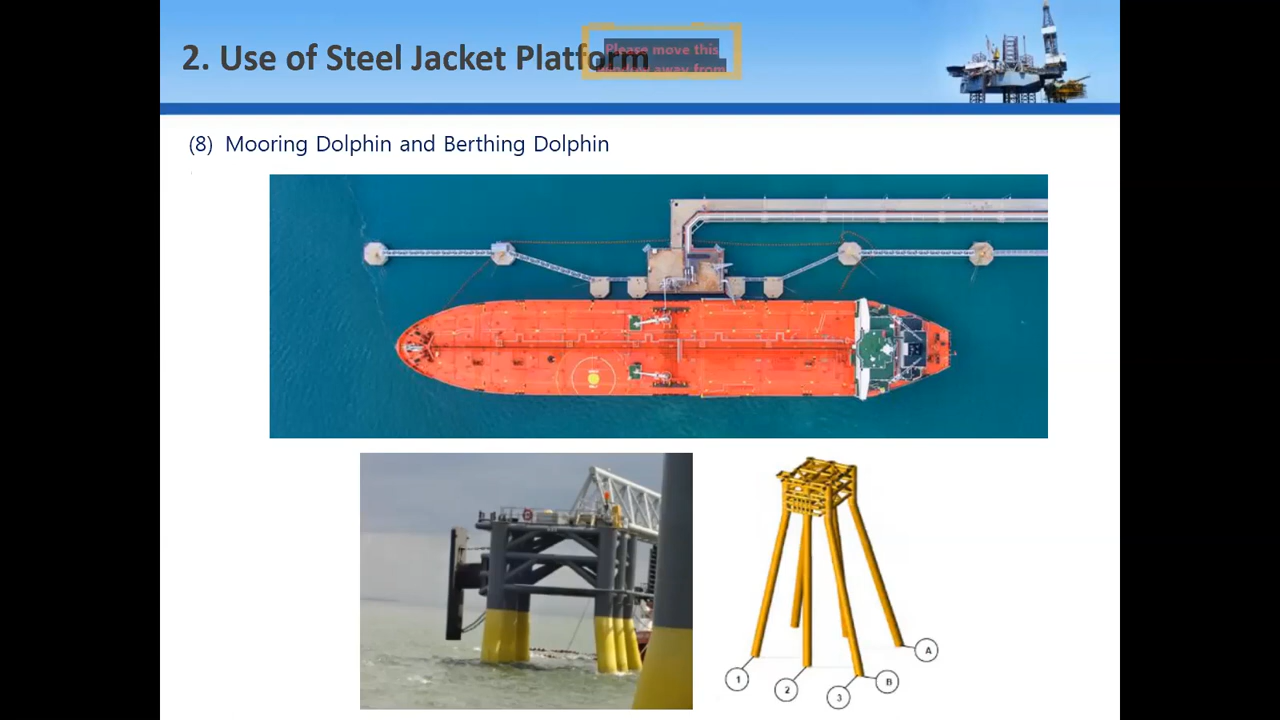 2. Use of Steel Jacket Platform
Please move this
window away from
(8) Mooring Dolphin and Berthing Dolphin
A
B
1
2
3